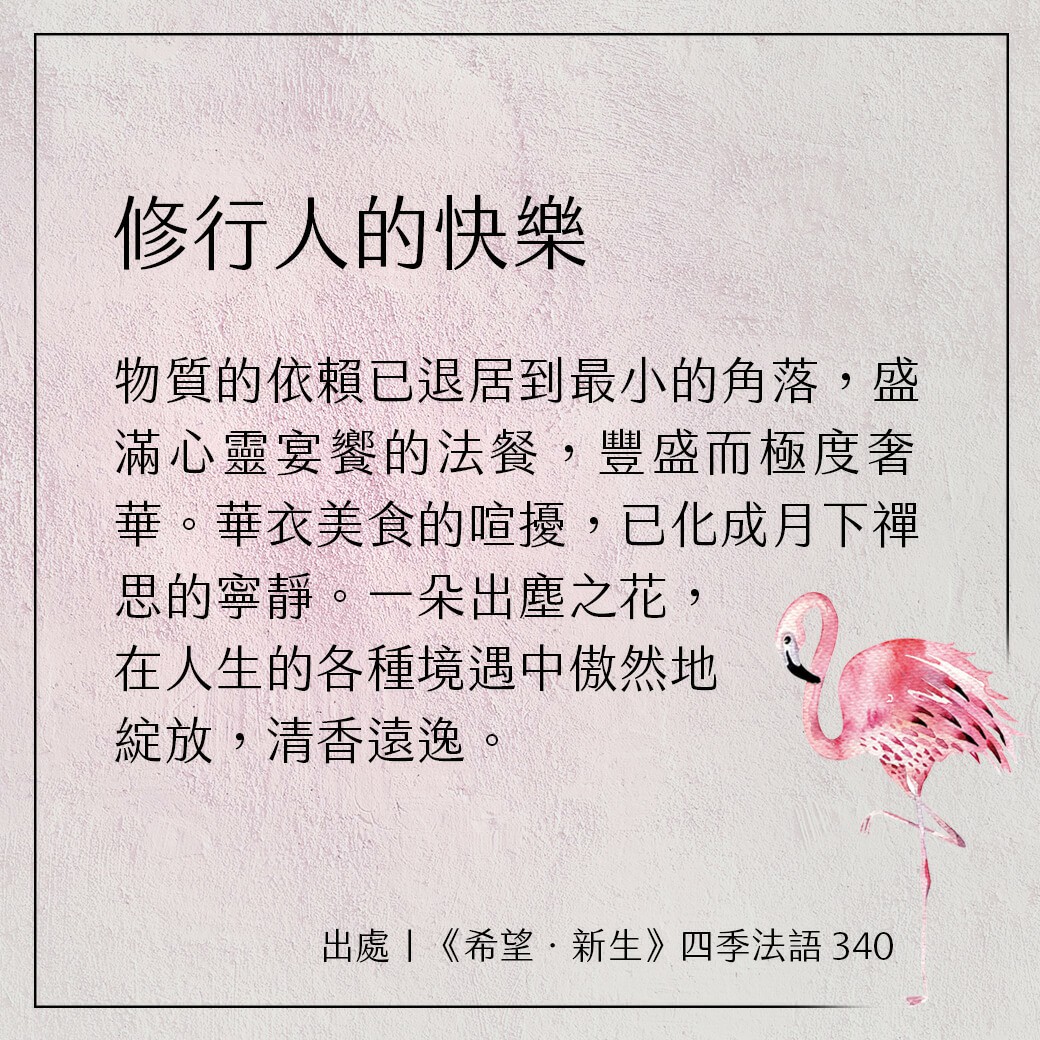 修行人的快樂
物質的依賴已退居到最小的角落，盛
滿心靈宴饗的法餐，豐盛而極度奢
華。華衣美食的喧擾，已化成月下禪
思的寧靜。一朵出塵之花，
在人生的各種境遇中傲然地
綻放，清香遠逸。
出處｜《希望．新生》四季法語 340